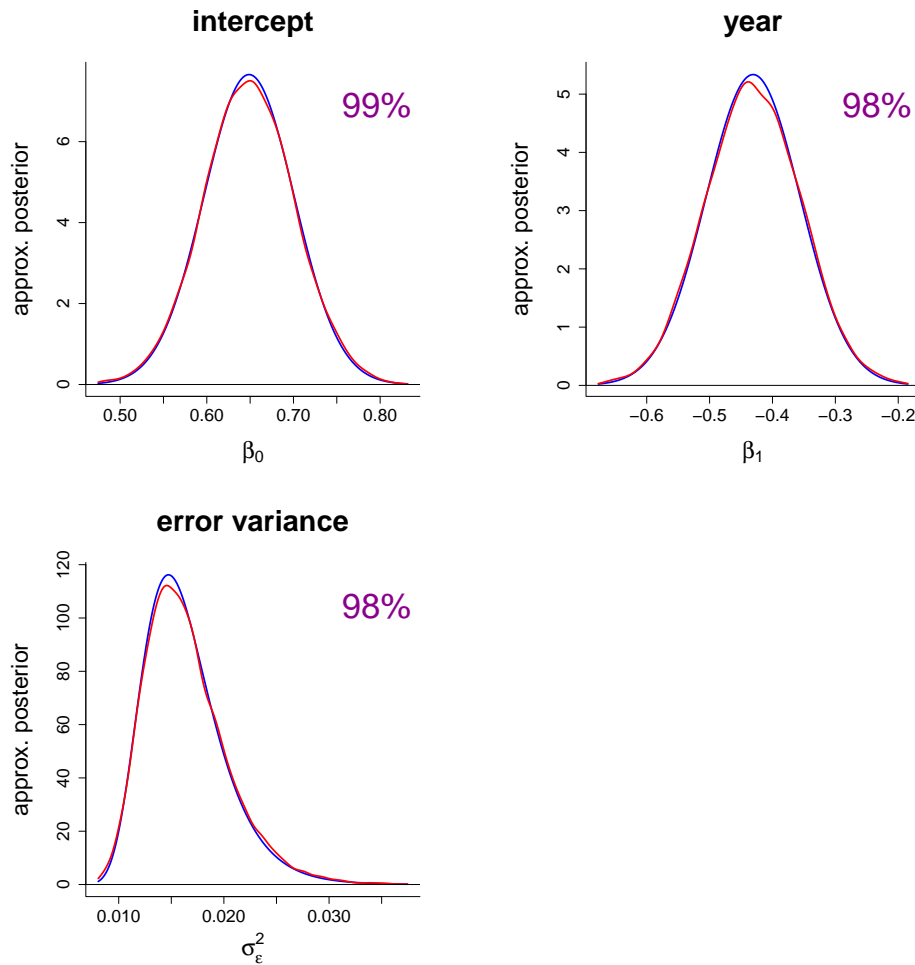 intercept
99%
approx. posterior
6
4
2
0
0.50 0.60 0.70 0.80
β0
year
98%
approx. posterior
5
4
3
2
1
0
−0.6 −0.5 −0.4 −0.3 −0.2
β1
error variance
98%
approx. posterior
120
100
80
60
40
20
0
0.010 0.020 0.030
σ²ε